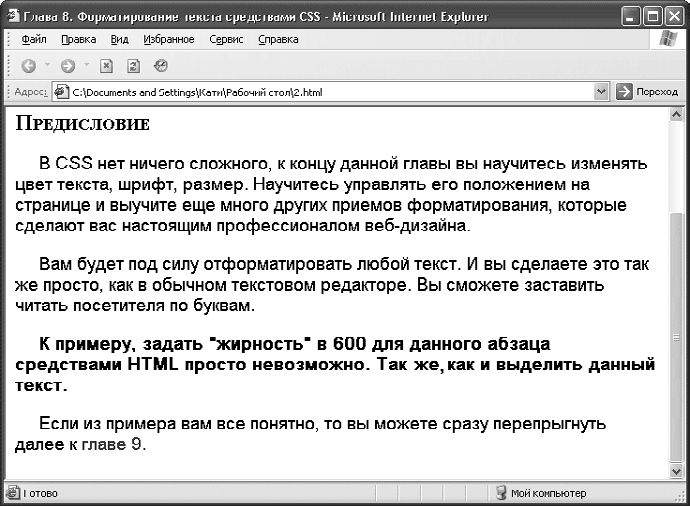 Глава 8. Форматирование текста средствами CSS - Microsoft Internet Explorer
Файл Правка Вид Избранное Сервис Справка
Адрес: C:\Documents and Settings\Кати\Рабочий стол\2.html Переход
ПРЕДИСЛОВИЕ
В CSS нет ничего сложного, к концу данной главы вы научитесь изменять
цвет текста, шрифт, размер. Научитесь управлять его положением на
странице и выучите еще много других приемов форматирования, которые
сделают вас настоящим профессионалом веб-дизайна.
Вам будет под силу отформатировать любой текст. И вы сделаете это так
же просто, как в обычном текстовом редакторе. Вы сможете заставить
читать посетителя по буквам.
К примеру, задать "жирность" в 600 для данного абзаца
средствами HTML просто невозможно. Так же, как и выделить данный
текст.
Если из примера вам все понятно, то вы можете сразу перепрыгнуть
далее к главе 9.
Готово Мой компьютер